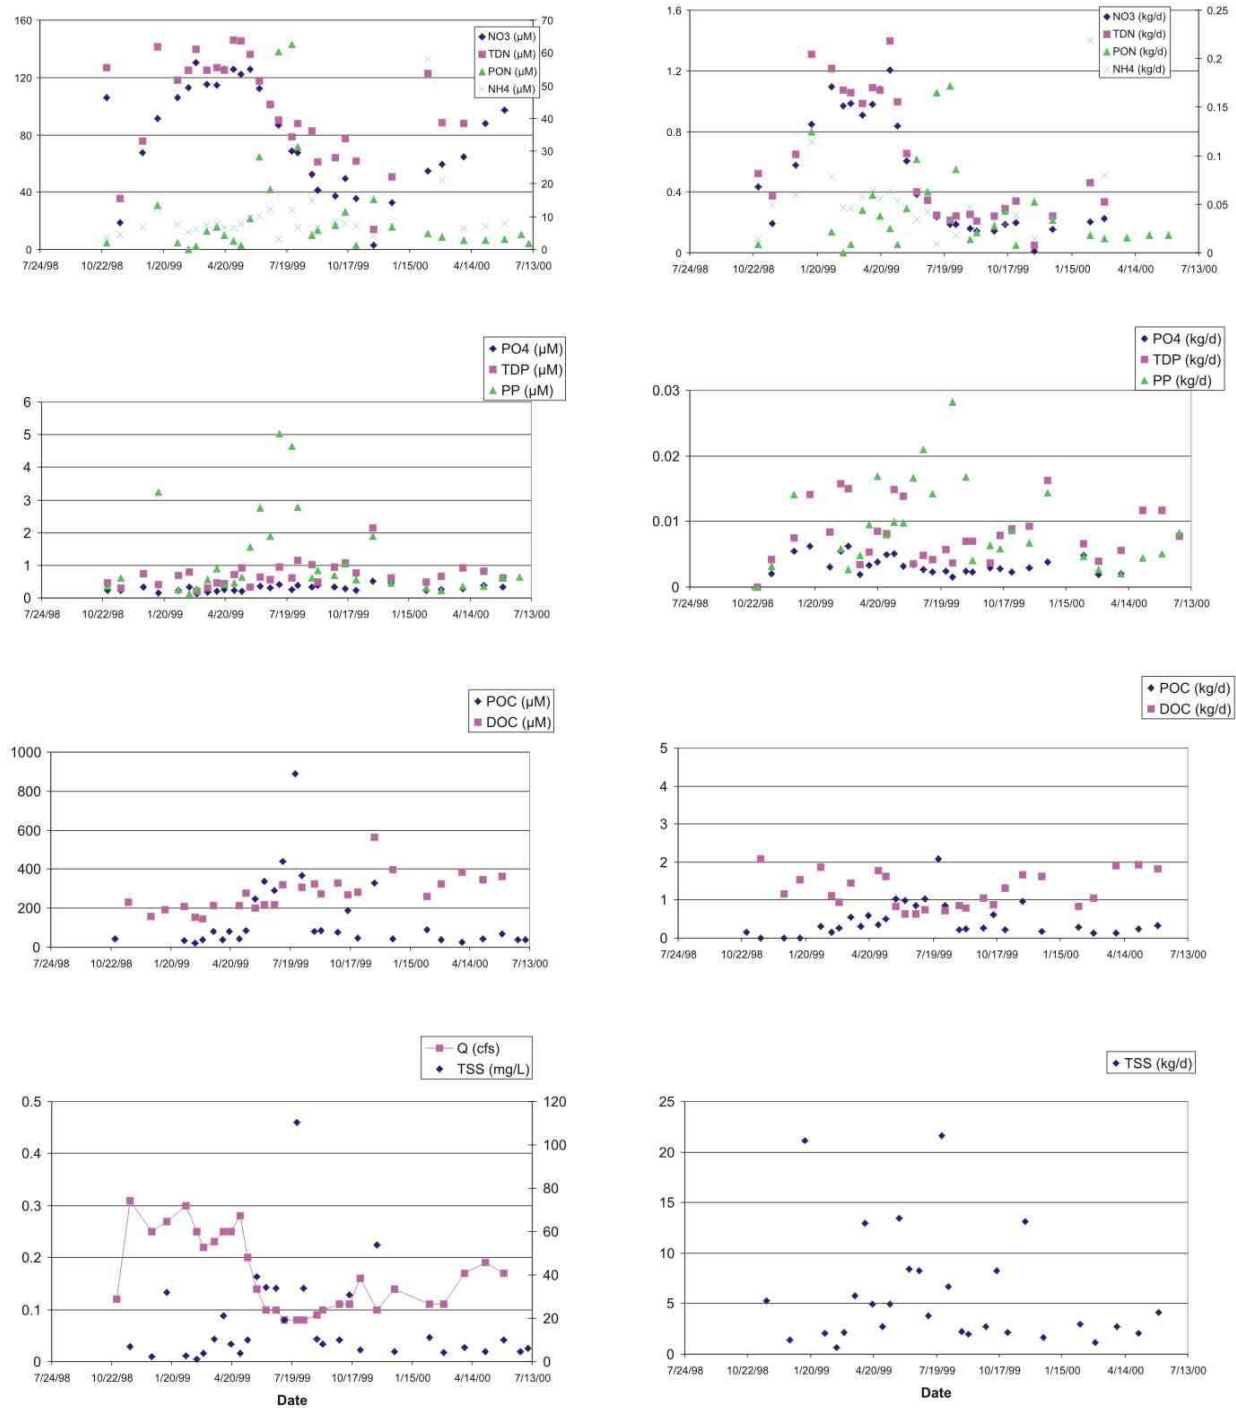 NO3 (µM)
TDN (µM)
PON (µM)
NH4 (µM)
160
120
80
40
0
70
60
50
40
30
20
10
0
7/24/98 10/22/98 1/20/99 4/20/99 7/19/99 10/17/99 1/15/00 4/14/00 7/13/00
NO3 (kg/d)
TDN (kg/d)
PON (kg/d)
NH4 (kg/d)
1.6
1.2
0.8
0.4
0
0.25
0.2
0.15
0.1
0.05
0
7/24/98 10/22/98 1/20/99 4/20/99 7/19/99 10/17/99 1/15/00 4/14/00 7/13/00
PO4 (µM)
TDP (µM)
PP (µM)
6
5
4
3
2
1
0
7/24/98 10/22/98 1/20/99 4/20/99 7/19/99 10/17/99 1/15/00 4/14/00 7/13/00
PO4 (kg/d)
TDP (kg/d)
PP (kg/d)
0.03
0.02
0.01
0
7/24/98 10/22/98 1/20/99 4/20/99 7/19/99 10/17/99 1/15/00 4/14/00 7/13/00
POC (µM)
DOC (µM)
1000
800
600
400
200
0
7/24/98 10/22/98 1/20/99 4/20/99 7/19/99 10/17/99 1/15/00 4/14/00 7/13/00
POC (kg/d)
DOC (kg/d)
5
4
3
2
1
0
7/24/98 10/22/98 1/20/99 4/20/99 7/19/99 10/17/99 1/15/00 4/14/00 7/13/00
Q (cfs)
TSS (mg/L)
0.5
0.4
0.3
0.2
0.1
0
120
100
80
60
40
20
0
7/24/98 10/22/98 1/20/99 4/20/99 7/19/99 10/17/99 1/15/00 4/14/00 7/13/00
Date
TSS (kg/d)
25
20
15
10
5
0
7/24/98 10/22/98 1/20/99 4/20/99 7/19/99 10/17/99 1/15/00 4/14/00 7/13/00
Date